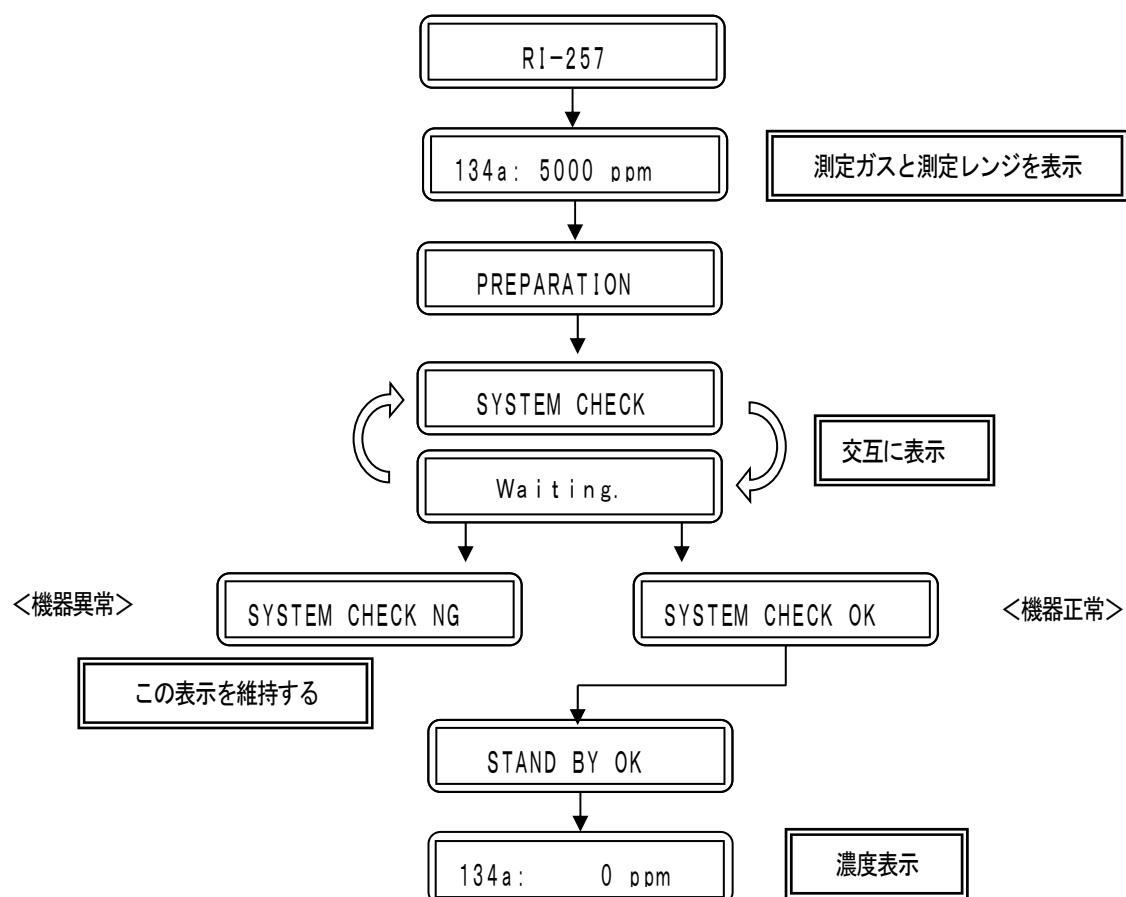 RI-257
134a: 5000 ppm
測定ガスと測定レンジを表示
PREPARATION
SYSTEM CHECK
交互に表示
Waiting.
＜機器異常＞
SYSTEM CHECK NG
SYSTEM CHECK OK
＜機器正常＞
この表示を維持する
STAND BY OK
134a: 0 ppm
濃度表示